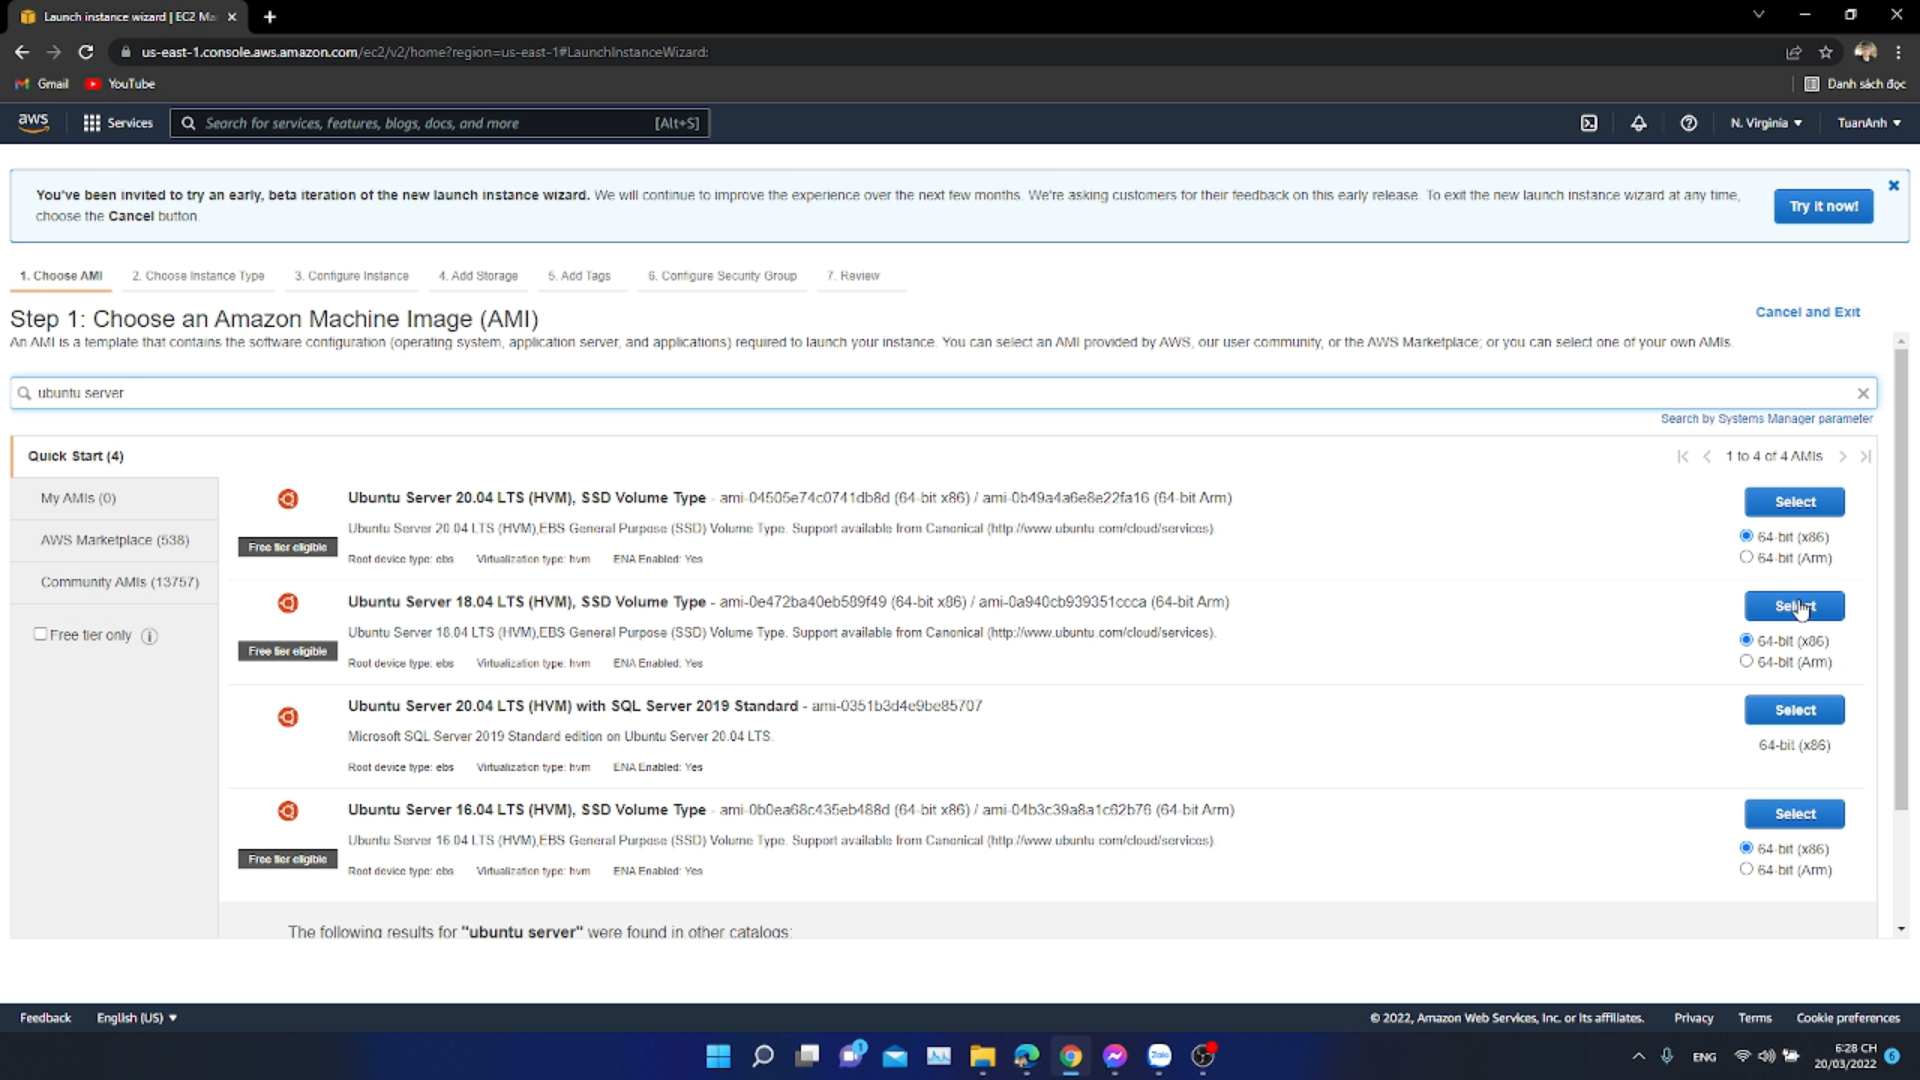 Launch instance wizard | EC2 Ma
us-east-1.console.aws.amazon.com/ec2/v2/home?region=us-east-1#LaunchInstanceWizard:
Gmail
YouTube
Danh sách đọc
aws
Services
Search for services, features, blogs, docs, and more
[Alt+S]
N. Virginia
TuanAnh
You've been invited to try an early, beta iteration of the new launch instance wizard. We will continue to improve the experience over the next few months. We're asking customers for their feedback on this early release. To exit the new launch instance wizard at any time,
choose the Cancel button.
Try it now!
1. Choose AMI
2. Choose Instance Type
3. Configure Instance
4. Add Storage
5. Add Tags
6. Configure Security Group
7. Review
Step 1: Choose an Amazon Machine Image (AMI)
Cancel and Exit
An AMI is a template that contains the software configuration (operating system, application server, and applications) required to launch your instance. You can select an AMI provided by AWS, our user community, or the AWS Marketplace; or you can select one of your own AMIs.
ubuntu server
Search by Systems Manager parameter
Quick Start (4)
1 to 4 of 4 AMIs
My AMIs (0)
AWS Marketplace (538)
Community AMIs (13757)
Free tier only
Ubuntu Server 20.04 LTS (HVM), SSD Volume Type - ami-04505e74c0741db8d (64-bit x86) / ami-0b49a4a6e8e22fa16 (64-bit Arm)
Ubuntu Server 20.04 LTS (HVM),EBS General Purpose (SSD) Volume Type. Support available from Canonical (http://www.ubuntu.com/cloud/services).
Free tier eligible
Root device type: ebs Virtualization type: hvm ENA Enabled: Yes
Select
64-bit (x86)
64-bit (Arm)
Ubuntu Server 18.04 LTS (HVM), SSD Volume Type - ami-0e472ba40eb589f49 (64-bit x86) / ami-0a940cb939351ccca (64-bit Arm)
Ubuntu Server 18.04 LTS (HVM),EBS General Purpose (SSD) Volume Type. Support available from Canonical (http://www.ubuntu.com/cloud/services).
Free tier eligible
Root device type: ebs Virtualization type: hvm ENA Enabled: Yes
Select
64-bit (x86)
64-bit (Arm)
Ubuntu Server 20.04 LTS (HVM) with SQL Server 2019 Standard - ami-0351b3d4e9be85707
Microsoft SQL Server 2019 Standard edition on Ubuntu Server 20.04 LTS.
Root device type: ebs Virtualization type: hvm ENA Enabled: Yes
Select
64-bit (x86)
Ubuntu Server 16.04 LTS (HVM), SSD Volume Type - ami-0b0ea68c435eb488d (64-bit x86) / ami-04b3c39a8a1c62b76 (64-bit Arm)
Ubuntu Server 16.04 LTS (HVM),EBS General Purpose (SSD) Volume Type. Support available from Canonical (http://www.ubuntu.com/cloud/services).
Free tier eligible
Root device type: ebs Virtualization type: hvm ENA Enabled: Yes
Select
64-bit (x86)
64-bit (Arm)
The following results for "ubuntu server" were found in other catalogs:
Feedback
English (US)
© 2022, Amazon Web Services, Inc. or its affiliates.
Privacy
Terms
Cookie preferences
1
Zalo
ENG
6:28 CH
20/03/2022
6